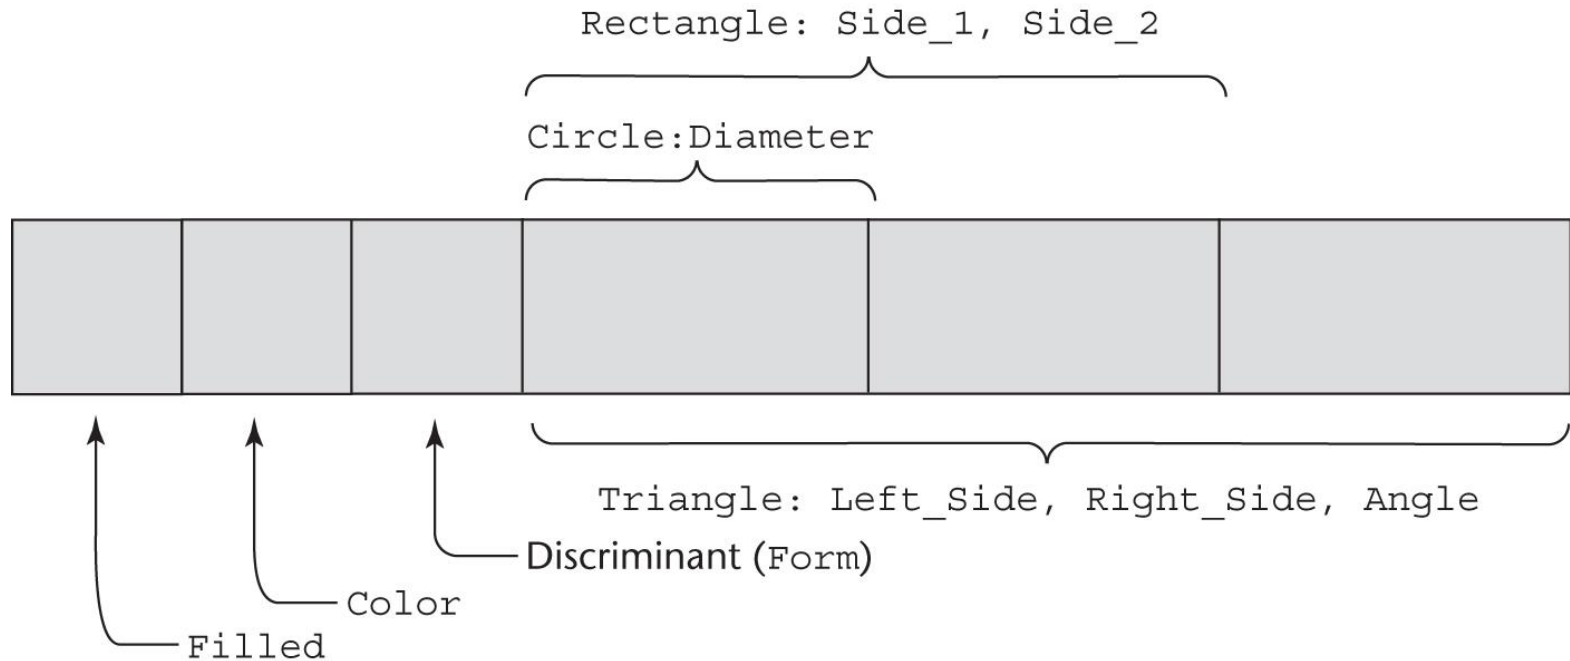 Rectangle: Side_1, Side_2
Circle:Diameter
Triangle: Left_Side, Right_Side, Angle
Discriminant (Form)
Color
Filled